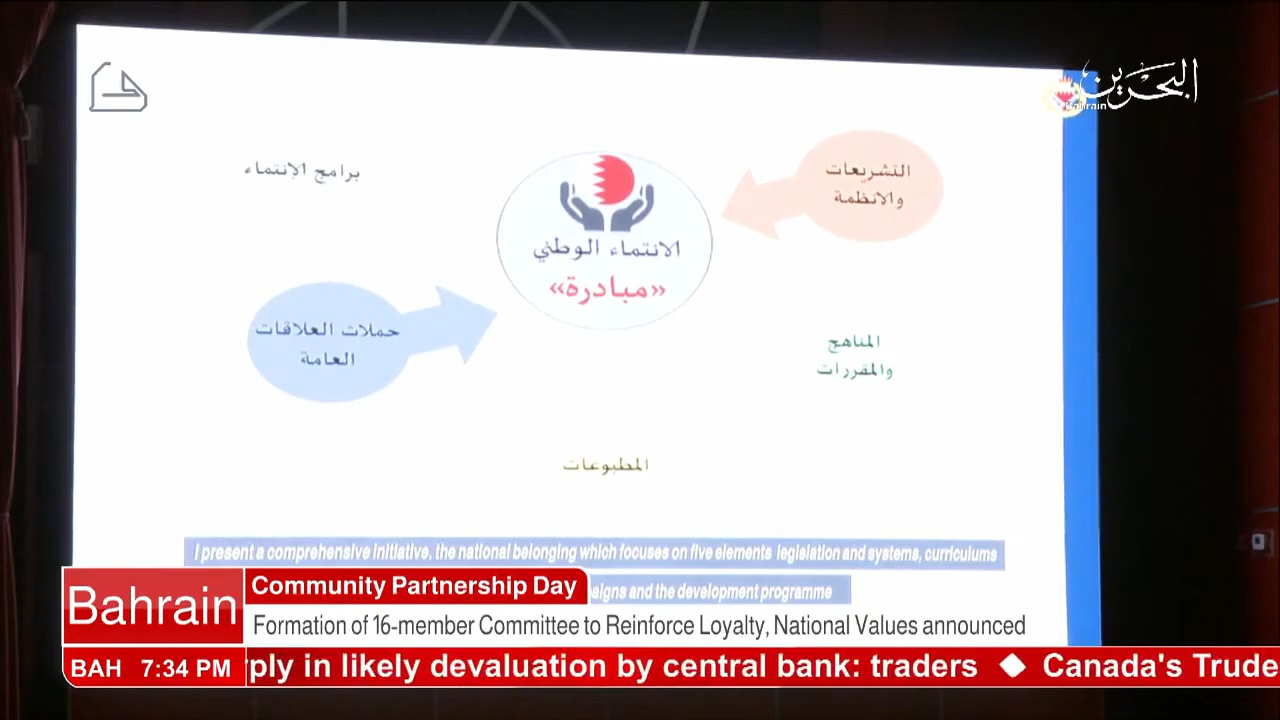 البحرين
Bahrain
برامج الإنتماء
التشريعات
والانظمة
الانتماء الوطني
«مبادرة»
حملات العلاقات
العامة
المناهج
والمقررات
المطبوعات
I present a comprehensive initiative, the national belonging which focuses on five elements legislation and systems, curriculums
aigns and the development programme
Community Partnership Day
Bahrain
Formation of 16-member Committee to Reinforce Loyalty, National Values announced
BAH 7:34 PM
ply in likely devaluation by central bank: traders ◆ Canada's Trude